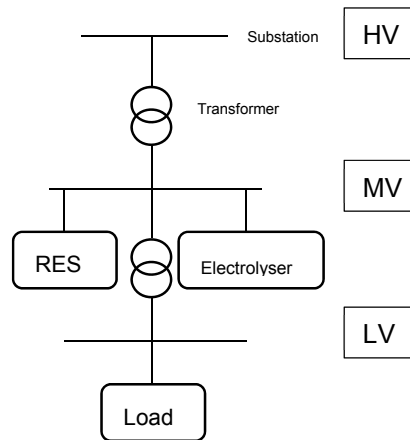 Substation
HV
Transformer
MV
RES
Electrolyser
LV
Load